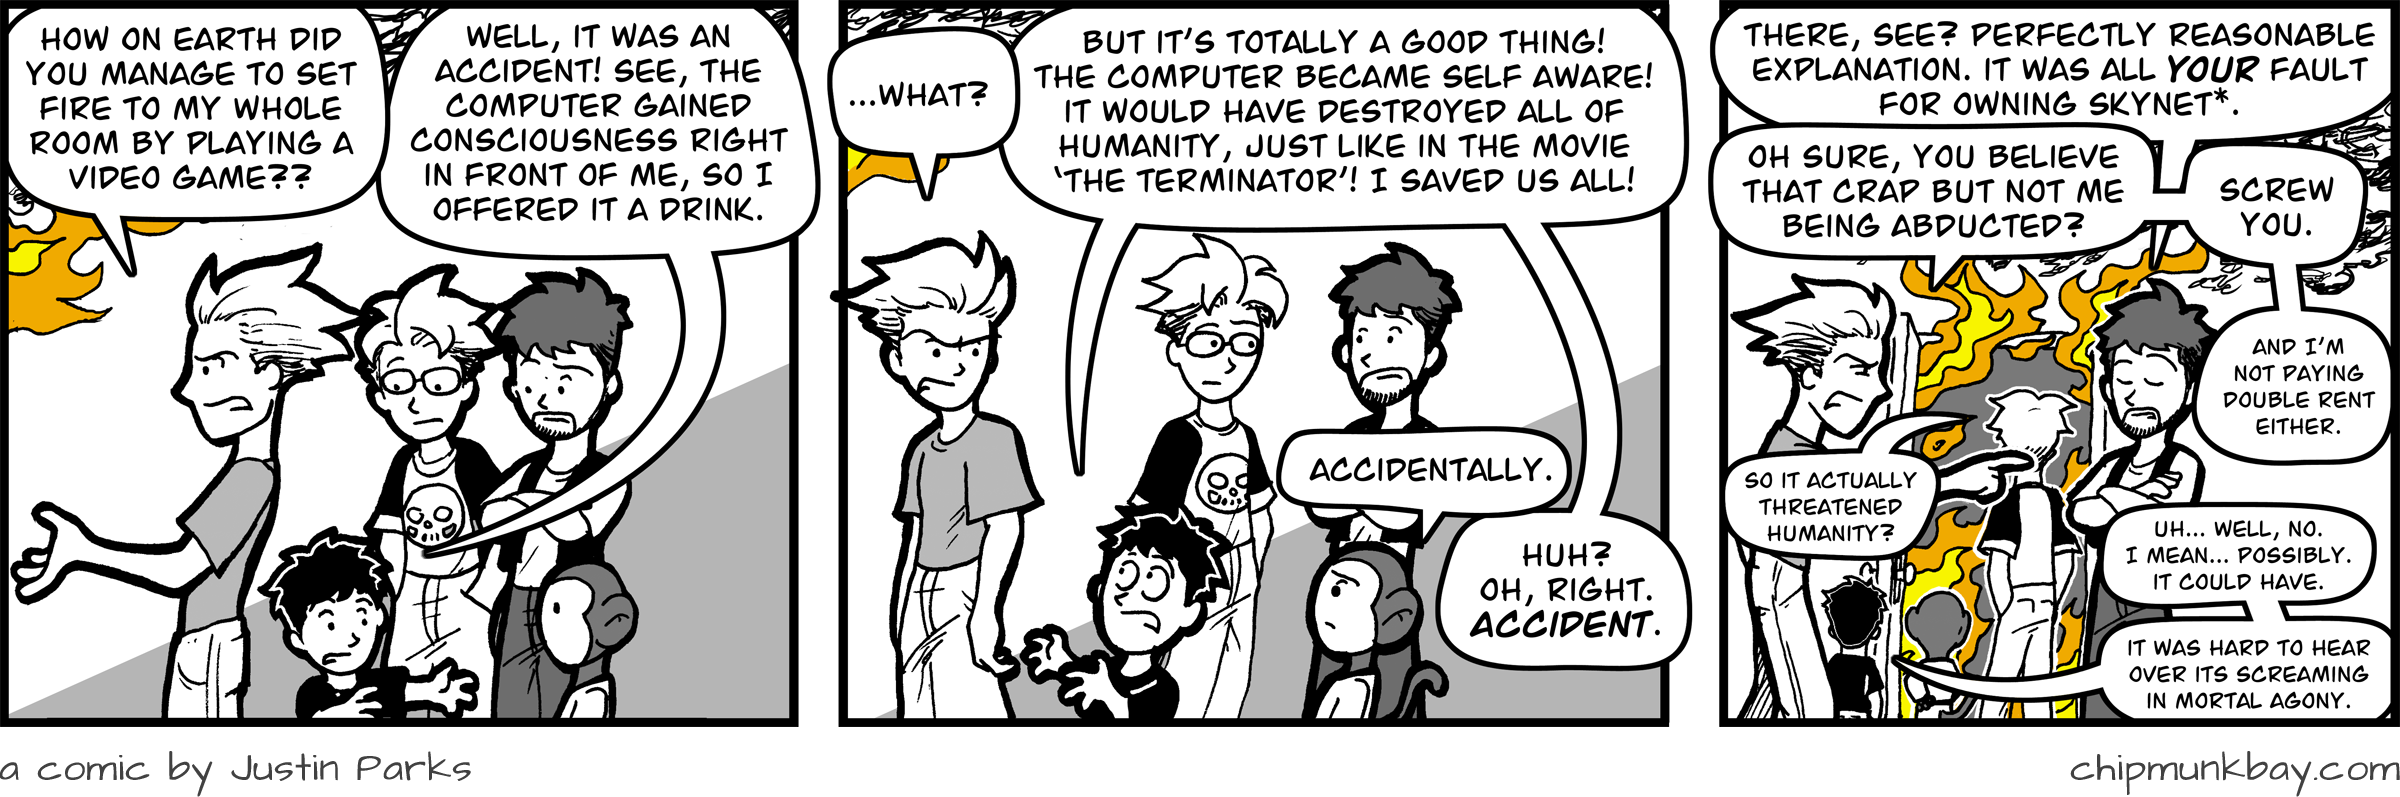 HOW ON EARTH DID
YOU MANAGE TO SET
FIRE TO MY WHOLE
ROOM BY PLAYING A
VIDEO GAME??
WELL, IT WAS AN
ACCIDENT! SEE, THE
COMPUTER GAINED
CONSCIOUSNESS RIGHT
IN FRONT OF ME, SO I
OFFERED IT A DRINK.
...WHAT?
BUT IT'S TOTALLY A GOOD THING!
THE COMPUTER BECAME SELF AWARE!
IT WOULD HAVE DESTROYED ALL OF
HUMANITY, JUST LIKE IN THE MOVIE
'THE TERMINATOR'! I SAVED US ALL!
ACCIDENTALLY.
HUH?
OH, RIGHT.
ACCIDENT.
THERE, SEE? PERFECTLY REASONABLE
EXPLANATION. IT WAS ALL YOUR FAULT
FOR OWNING SKYNET*.
OH SURE, YOU BELIEVE
THAT CRAP BUT NOT ME
BEING ABDUCTED?
SCREW
YOU.
AND I'M
NOT PAYING
DOUBLE RENT
EITHER.
SO IT ACTUALLY
THREATENED
HUMANITY?
UH... WELL, NO.
I MEAN... POSSIBLY.
IT COULD HAVE.
IT WAS HARD TO HEAR
OVER ITS SCREAMING
IN MORTAL AGONY.
a comic by Justin Parks
chipmunkbay.com